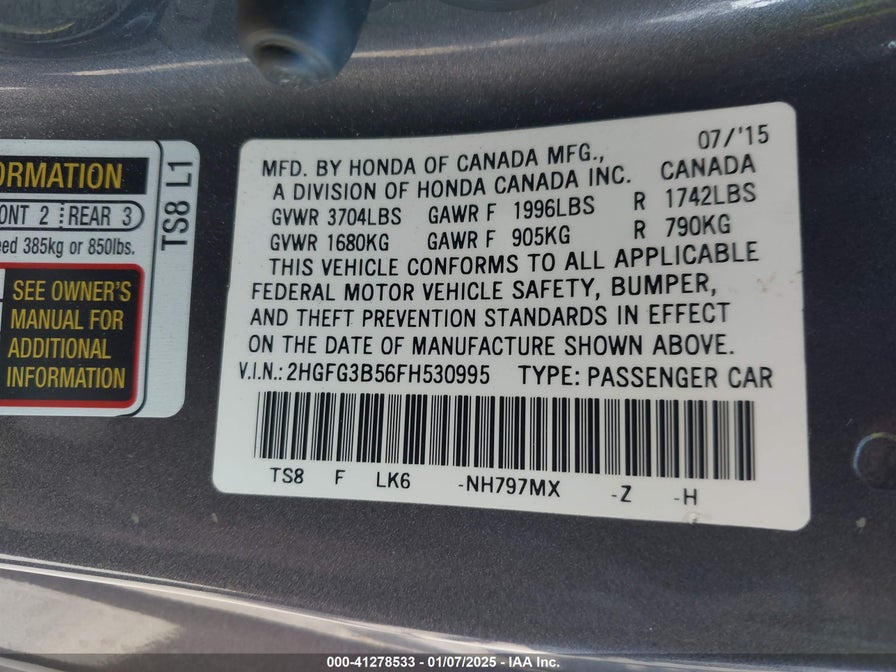 ORMATION
ONT 2 REAR 3
eed 385kg or 850lbs.
SEE OWNER'S
MANUAL FOR
ADDITIONAL
INFORMATION
TS8 L1
07/'15
MFD. BY HONDA OF CANADA MFG.,
A DIVISION OF HONDA CANADA INC. CANADA
GVWR 3704LBS GAWR F 1996LBS R 1742LBS
GVWR 1680KG GAWR F 905KG R 790KG
THIS VEHICLE CONFORMS TO ALL APPLICABLE
FEDERAL MOTOR VEHICLE SAFETY, BUMPER,
AND THEFT PREVENTION STANDARDS IN EFFECT
ON THE DATE OF MANUFACTURE SHOWN ABOVE.
V.I.N.: 2HGFG3B56FH530995 TYPE: PASSENGER CAR
TS8 F LK6 -NH797MX -Z -H
000-41278533 - 01/07/2025 - IAA Inc.